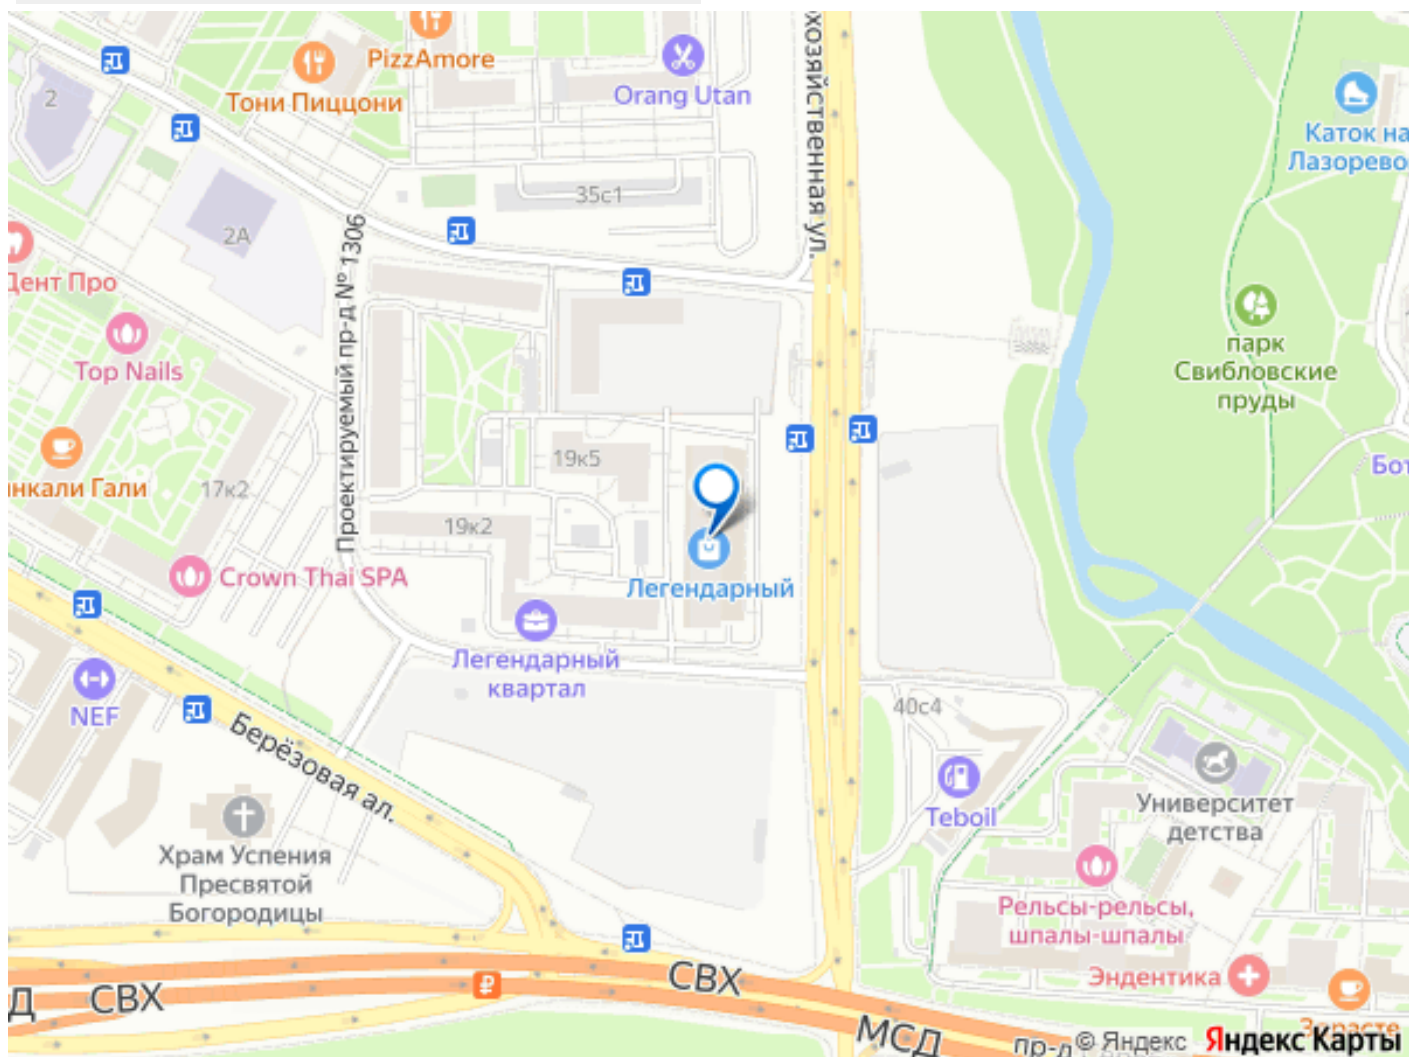 PizzAmore
Тони Пиццони
Orang Utan
хозяйственная ул.
Каток на
Лазорево
2
35с1
2А
Проектируемый пр-д № 1306
Дент Про
Top Nails
парк
Свибловские
пруды
19к5
Бот
нкали Гали
17к2
19к2
Crown Thai SPA
Легендарный
Легендарный
квартал
NEF
Берёзовая ал.
40с4
Teboil
Университет
детства
Храм Успения
Пресвятой
Богородицы
Рельсы-рельсы,
шпалы-шпалы
Эндентика
СВХ
Д
СВХ
МСД
пр-д
© Яндекс
Яндекс Карты